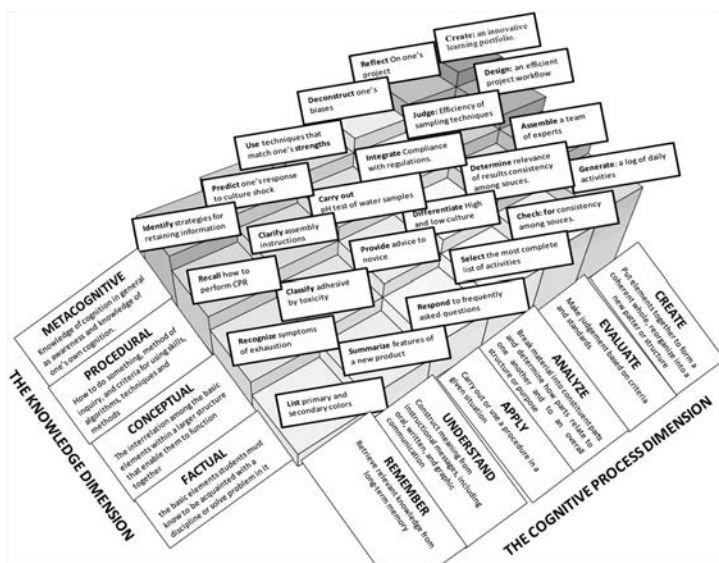 Create: an innovative
learning portfolio.
Reflect On one's
project
Design: an efficient
project workflow
Deconstruct one's
biases
Judge: Efficiency of
sampling techniques
Assemble a team
of experts
Use techniques that
match one's strengths
Integrate Compliance
with regulations.
Determine relevance
of results consistency
among souces.
Generate: a log of daily
activities
Predict one's response
to culture shock
Carry out
pH test of water samples
Differentiate High
and low culture
Check: for consistency
among souces.
Identify strategies for
retaining information
Clarify assembly
instructions
Provide advice to
novice
Select the most complete
list of activities
Recall how to
perform CPR
Classify adhesive
by toxicity
Respond to frequently
asked questions
Recognize symptoms
of exhaustion
Summarize features
of a new product
List primary and
secondary colors
THE KNOWLEDGE DIMENSION
METACOGNITIVE
Knowledge of cognition in general
as awareness and knowledge of
one's own cognition.
PROCEDURAL
How to do something, method of
inquiry, and criteria for using skills,
algorithms, techniques and
methods
CONCEPTUAL
The interrelation among the basic
elements within a larger structure
that enable them to function
together
FACTUAL
the basic elements students must
know to be acquainted with a
discipline or solve problem in it
REMEMBER
Retrieve relevant knowledge from
long-term memory
UNDERSTAND
Construct meaning from
instructional messages, including
oral, written, and graphic
communication
APPLY
Carry out or use a procedure in a
given situation
ANALYZE
Break material into constituent parts
and determine how parts relate to
one another and to an overall
structure or purpose
EVALUATE
Make judgement based on criteria
and standards
CREATE
Put elements together to form a
coherent whole, reorganize into a
new patter or structure
THE COGNITIVE PROCESS DIMENSION